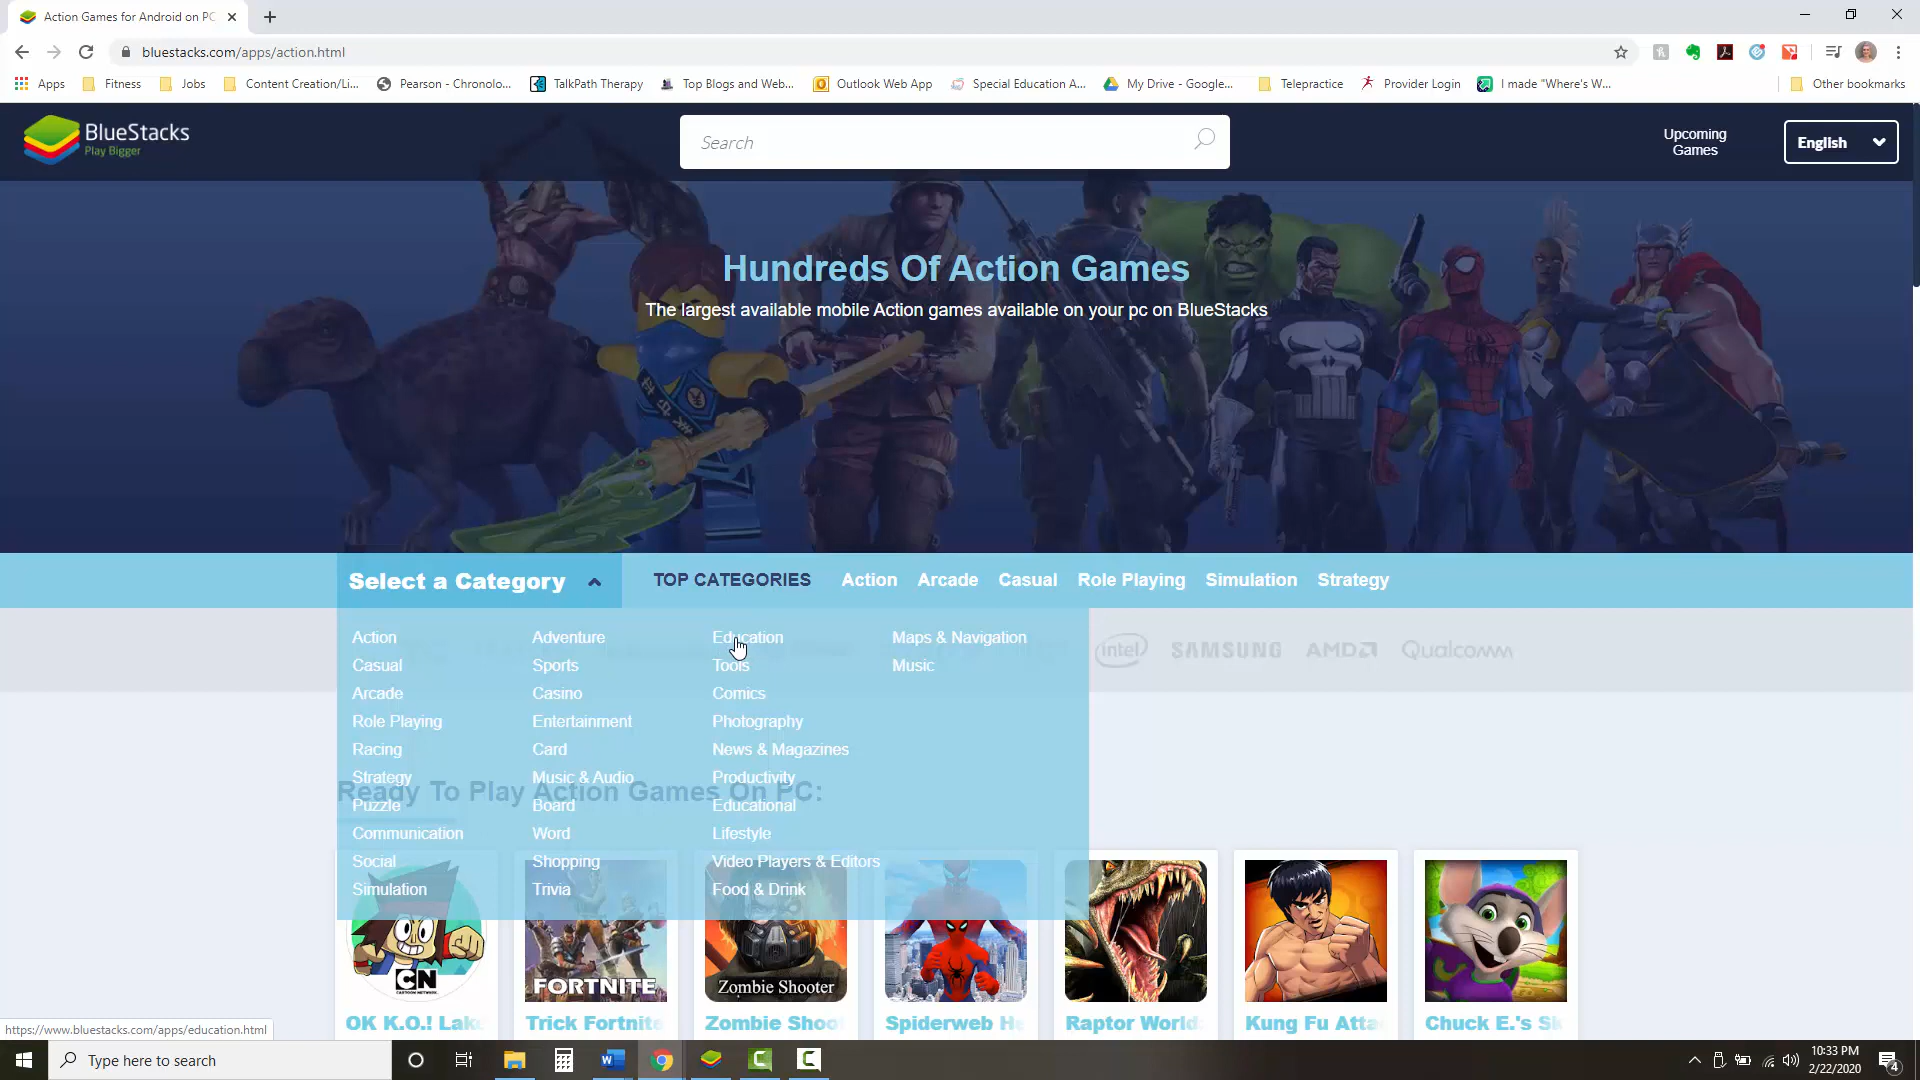 Action Games for Android on PC
bluestacks.com/apps/action.html
Apps
Fitness
Jobs
Content Creation/Li...
Pearson - Chronolo...
TalkPath Therapy
Top Blogs and Web...
Outlook Web App
Special Education A...
My Drive - Google...
Telepractice
Provider Login
I made "Where's W...
Other bookmarks
BlueStacks
Play Bigger
Search
Upcoming
Games
English
Hundreds Of Action Games
The largest available mobile Action games available on your pc on BlueStacks
Select a Category
TOP CATEGORIES
Action
Arcade
Casual
Role Playing
Simulation
Strategy
Action
Casual
Arcade
Role Playing
Racing
Strategy
Puzzle
Communication
Social
Simulation
Adventure
Sports
Casino
Entertainment
Card
Music & Audio
Board
Word
Shopping
Trivia
Education
Tools
Comics
Photography
News & Magazines
Productivity
Educational
Lifestyle
Video Players & Editors
Food & Drink
Maps & Navigation
Music
intel
SAMSUNG
AMD
Qualcomm
Ready To Play Action Games On PC:
CN
CARTOON NETWORK
FORTNITE
Zombie Shooter
OK K.O.! Lake
Trick Fortnite
Zombie Shoo
Spiderweb He
Raptor World:
Kung Fu Atta
Chuck E.'s Sk
https://www.bluestacks.com/apps/education.html
Type here to search
10:33 PM
2/22/2020
4